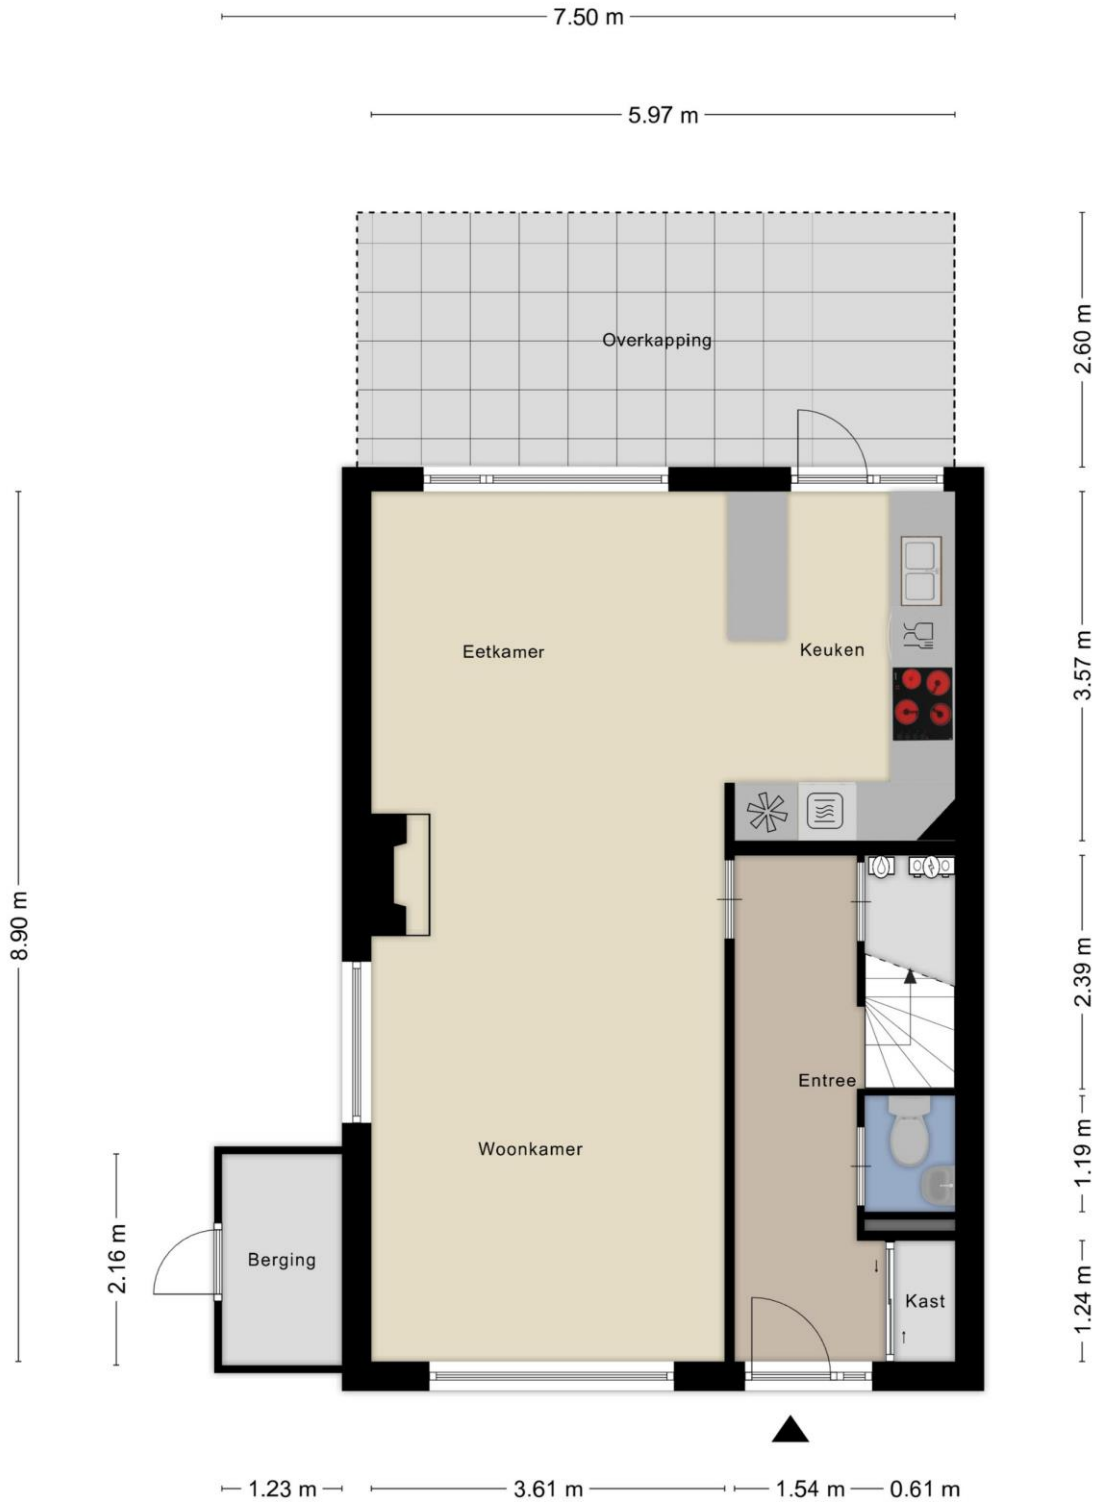 7.50 m
5.97 m
Overkapping
2.60 m
Eetkamer
Keuken
3.57 m
8.90 m
2.39 m
Entree
Woonkamer
1.19 m
2.16 m
Berging
Kast
1.24 m
1.23 m
3.61 m
1.54 m
0.61 m